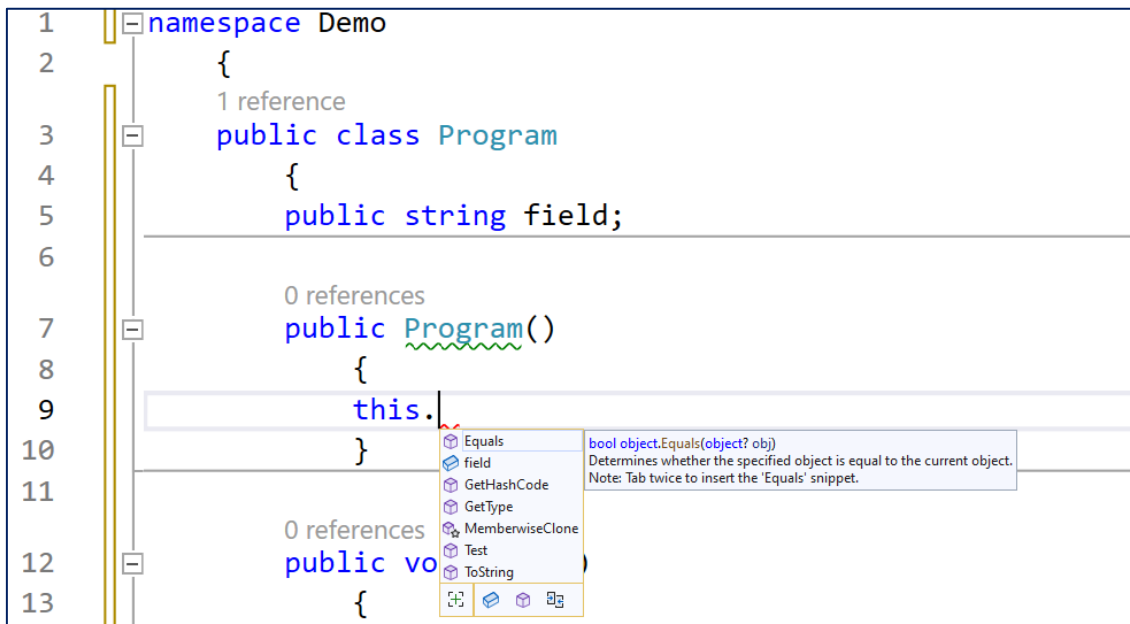 1 namespace Demo
2 {
1 reference
3 public class Program
4 {
5 public string field;
6
0 references
7 public Program()
8 {
9 this.
10 }
Equals
field
GetHashCode
GetType
MemberwiseClone
Test
ToString
bool object.Equals(object? obj)
Determines whether the specified object is equal to the current object.
Note: Tab twice to insert the 'Equals' snippet.
11
0 references
12 public vo )
13 {